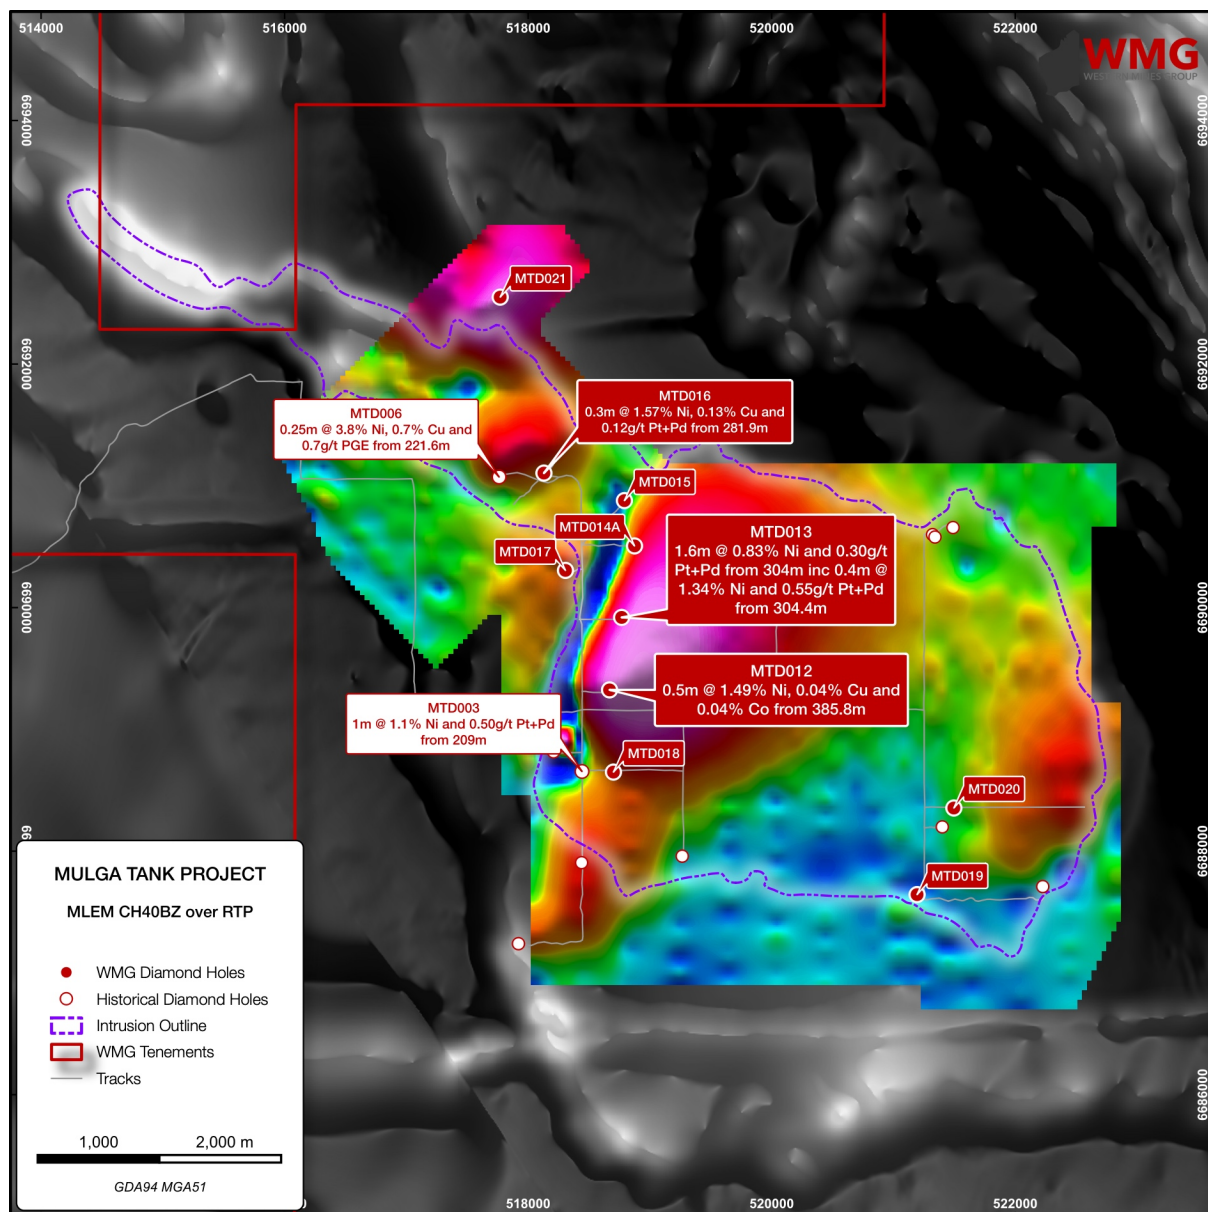 514000
516000
518000
520000
522000
WMG
WESTERN MINES GROUP
6694000
6694000
MTD021
6692000
6692000
MTD016
0.3m @ 1.57% Ni, 0.13% Cu and
0.12g/t Pt+Pd from 281.9m
MTD006
0.25m @ 3.8% Ni, 0.7% Cu and
0.7g/t PGE from 221.6m
MTD015
MTD014A
MTD017
MTD013
1.6m @ 0.83% Ni and 0.30g/t
Pt+Pd from 304m inc 0.4m @
1.34% Ni and 0.55g/t Pt+Pd
from 304.4m
6690000
6690000
MTD012
0.5m @ 1.49% Ni, 0.04% Cu and
0.04% Co from 385.8m
MTD003
1m @ 1.1% Ni and 0.50g/t Pt+Pd
from 209m
MTD018
MTD020
6688000
MTD019
MULGA TANK PROJECT
MLEM CH40BZ over RTP
WMG Diamond Holes
Historical Diamond Holes
Intrusion Outline
WMG Tenements
Tracks
1,000
2,000 m
GDA94 MGA51
6686000
518000
520000
522000